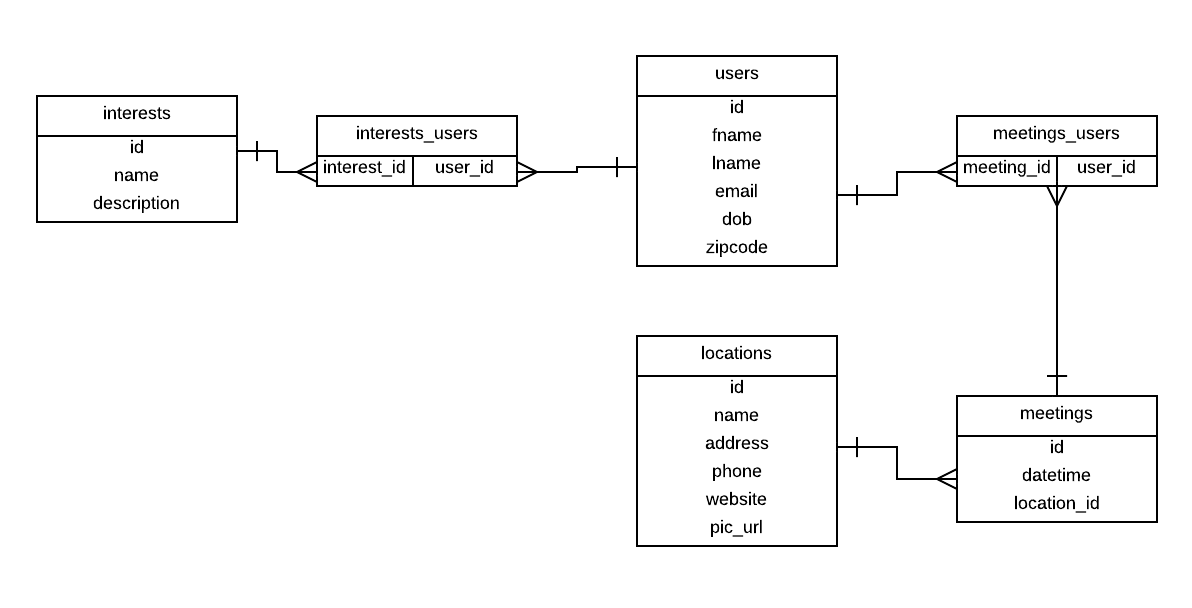 interests
id
name
description
interests_users
interest_id user_id
users
id
fname
lname
email
dob
zipcode
meetings_users
meeting_id user_id
locations
id
name
address
phone
website
pic_url
meetings
id
datetime
location_id